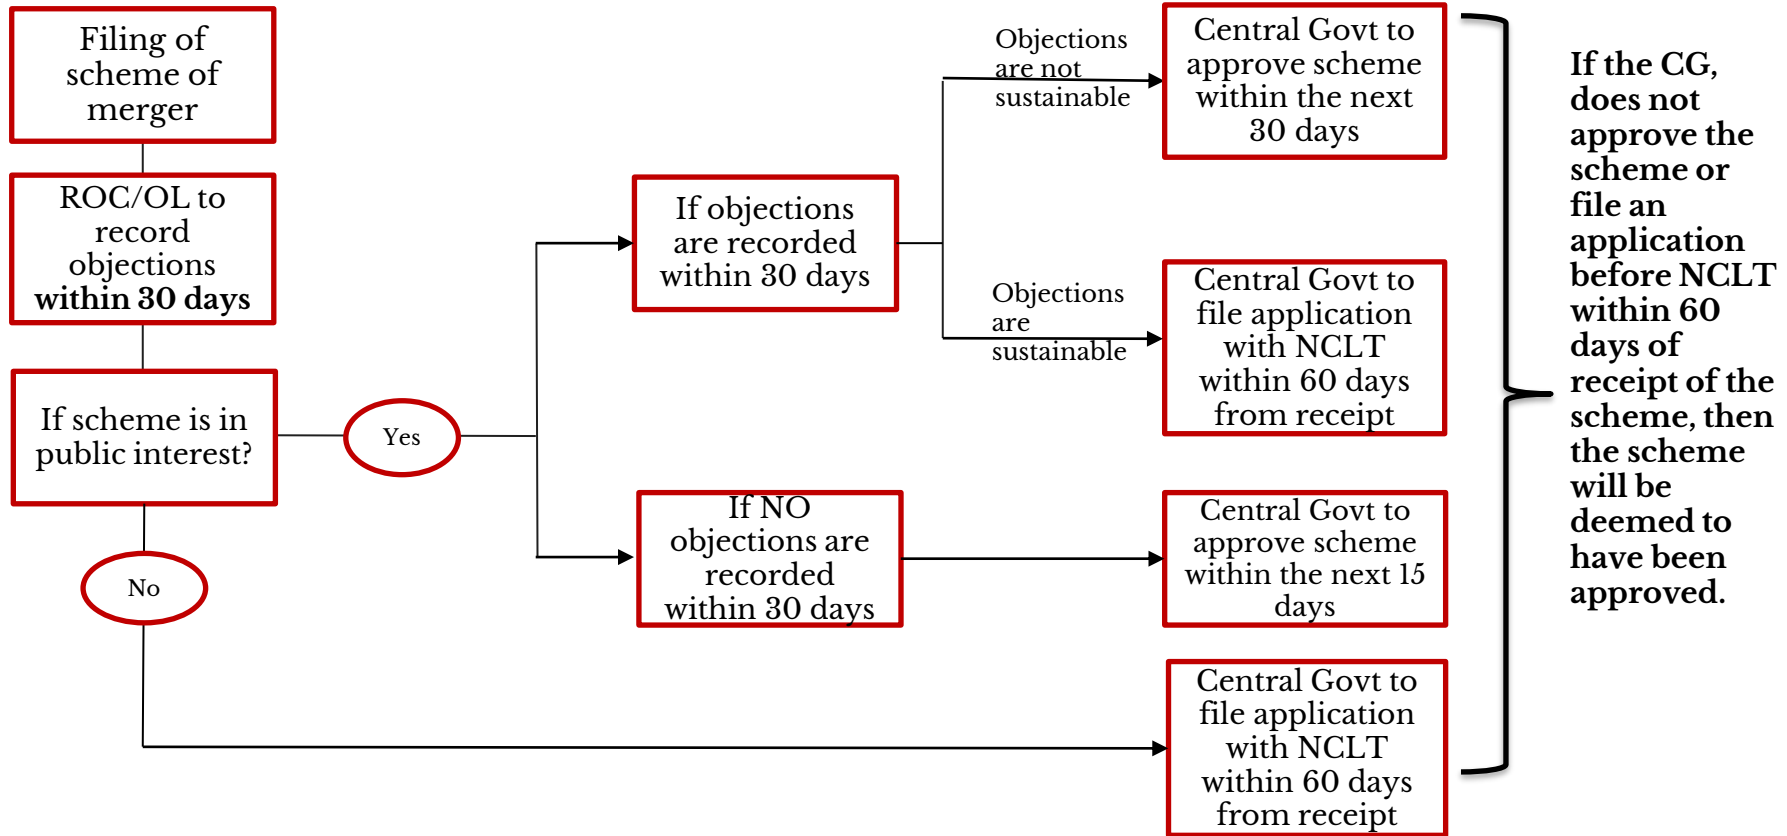 Filing of
scheme of
merger
ROC/OL to
record
objections
within 30 days
If scheme is in
public interest?
Yes
No
If objections
are recorded
within 30 days
If NO
objections are
recorded
within 30 days
Objections
are not
sustainable
Objections
are
sustainable
Central Govt to
approve scheme
within the next
30 days
Central Govt to
file application
with NCLT
within 60 days
from receipt
Central Govt to
approve scheme
within the next 15
days
Central Govt to
file application
with NCLT
within 60 days
from receipt
If the CG,
does not
approve the
scheme or
file an
application
before NCLT
within 60
days of
receipt of the
scheme, then
the scheme
will be
deemed to
have been
approved.